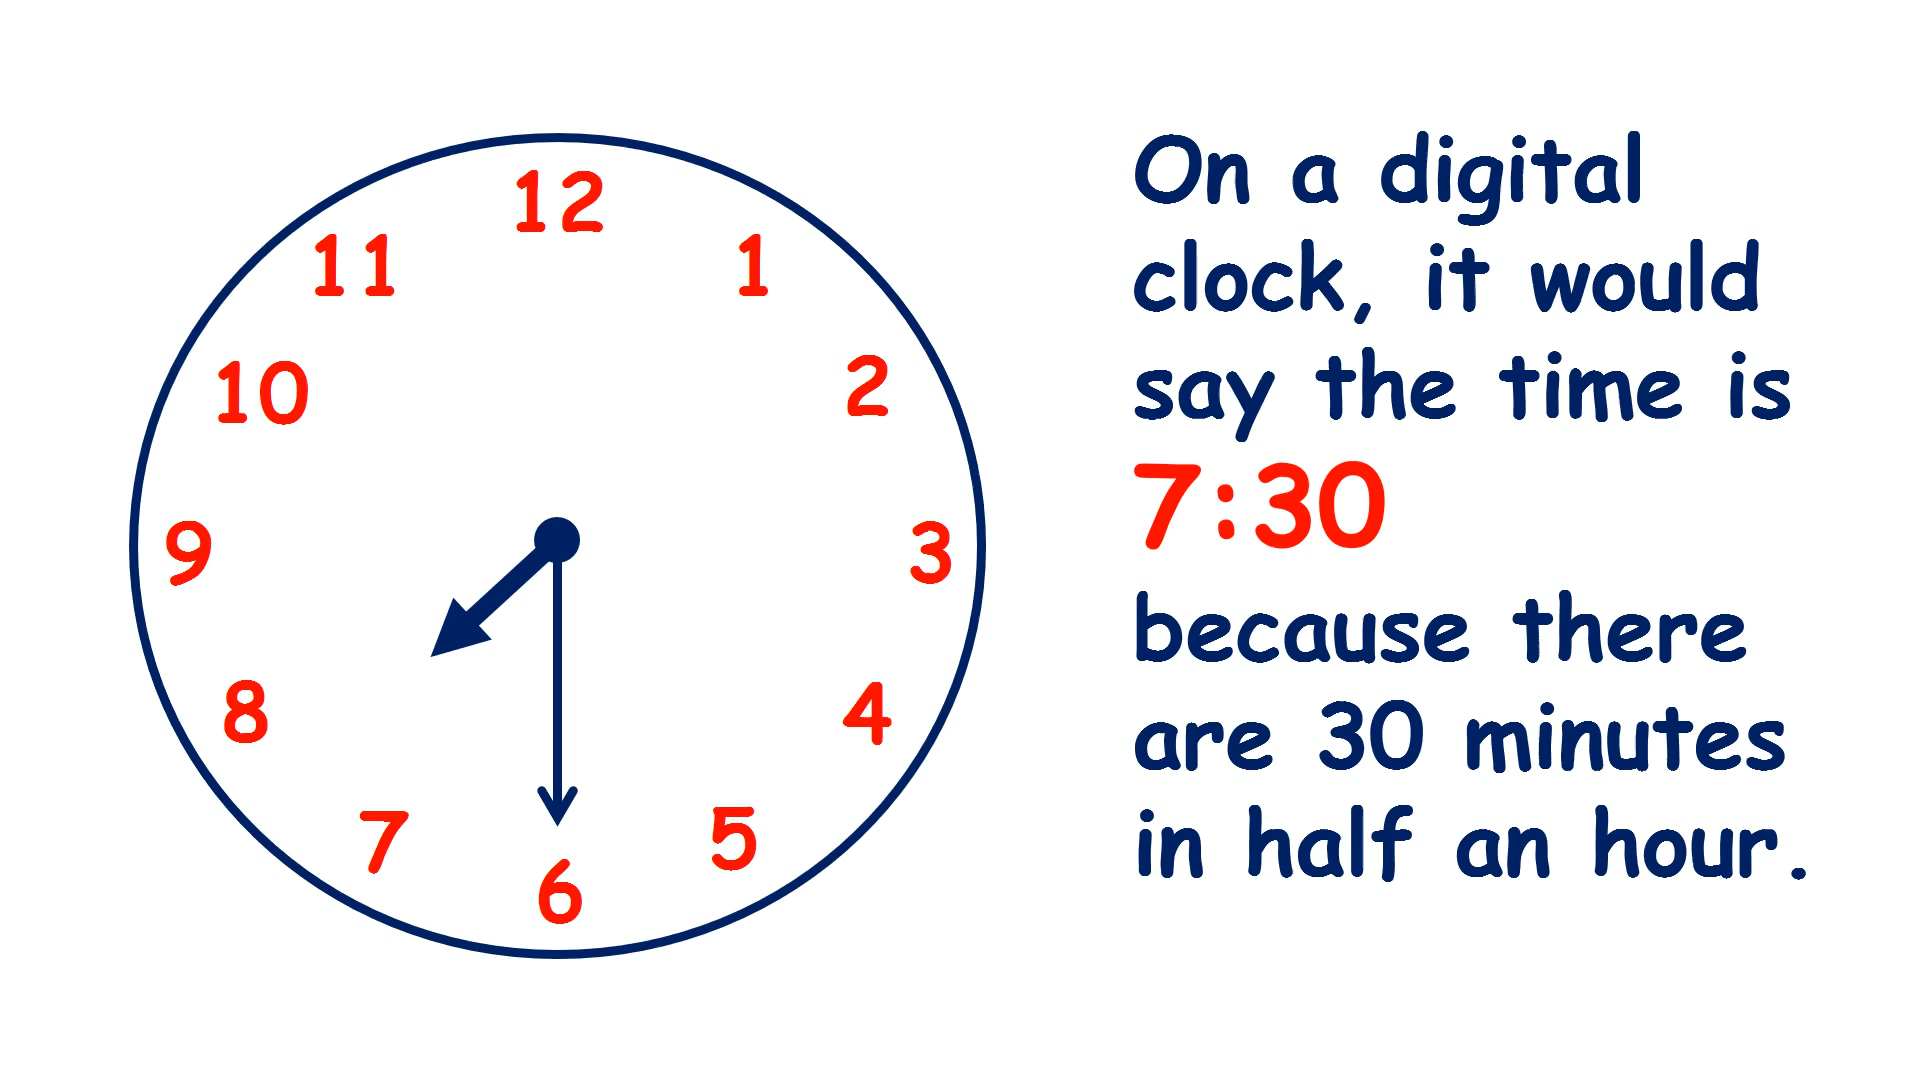 12
11
1
10
2
9
3
8
4
7
5
6
On a digital
clock, it would
say the time is
7:30
because there
are 30 minutes
in half an hour.